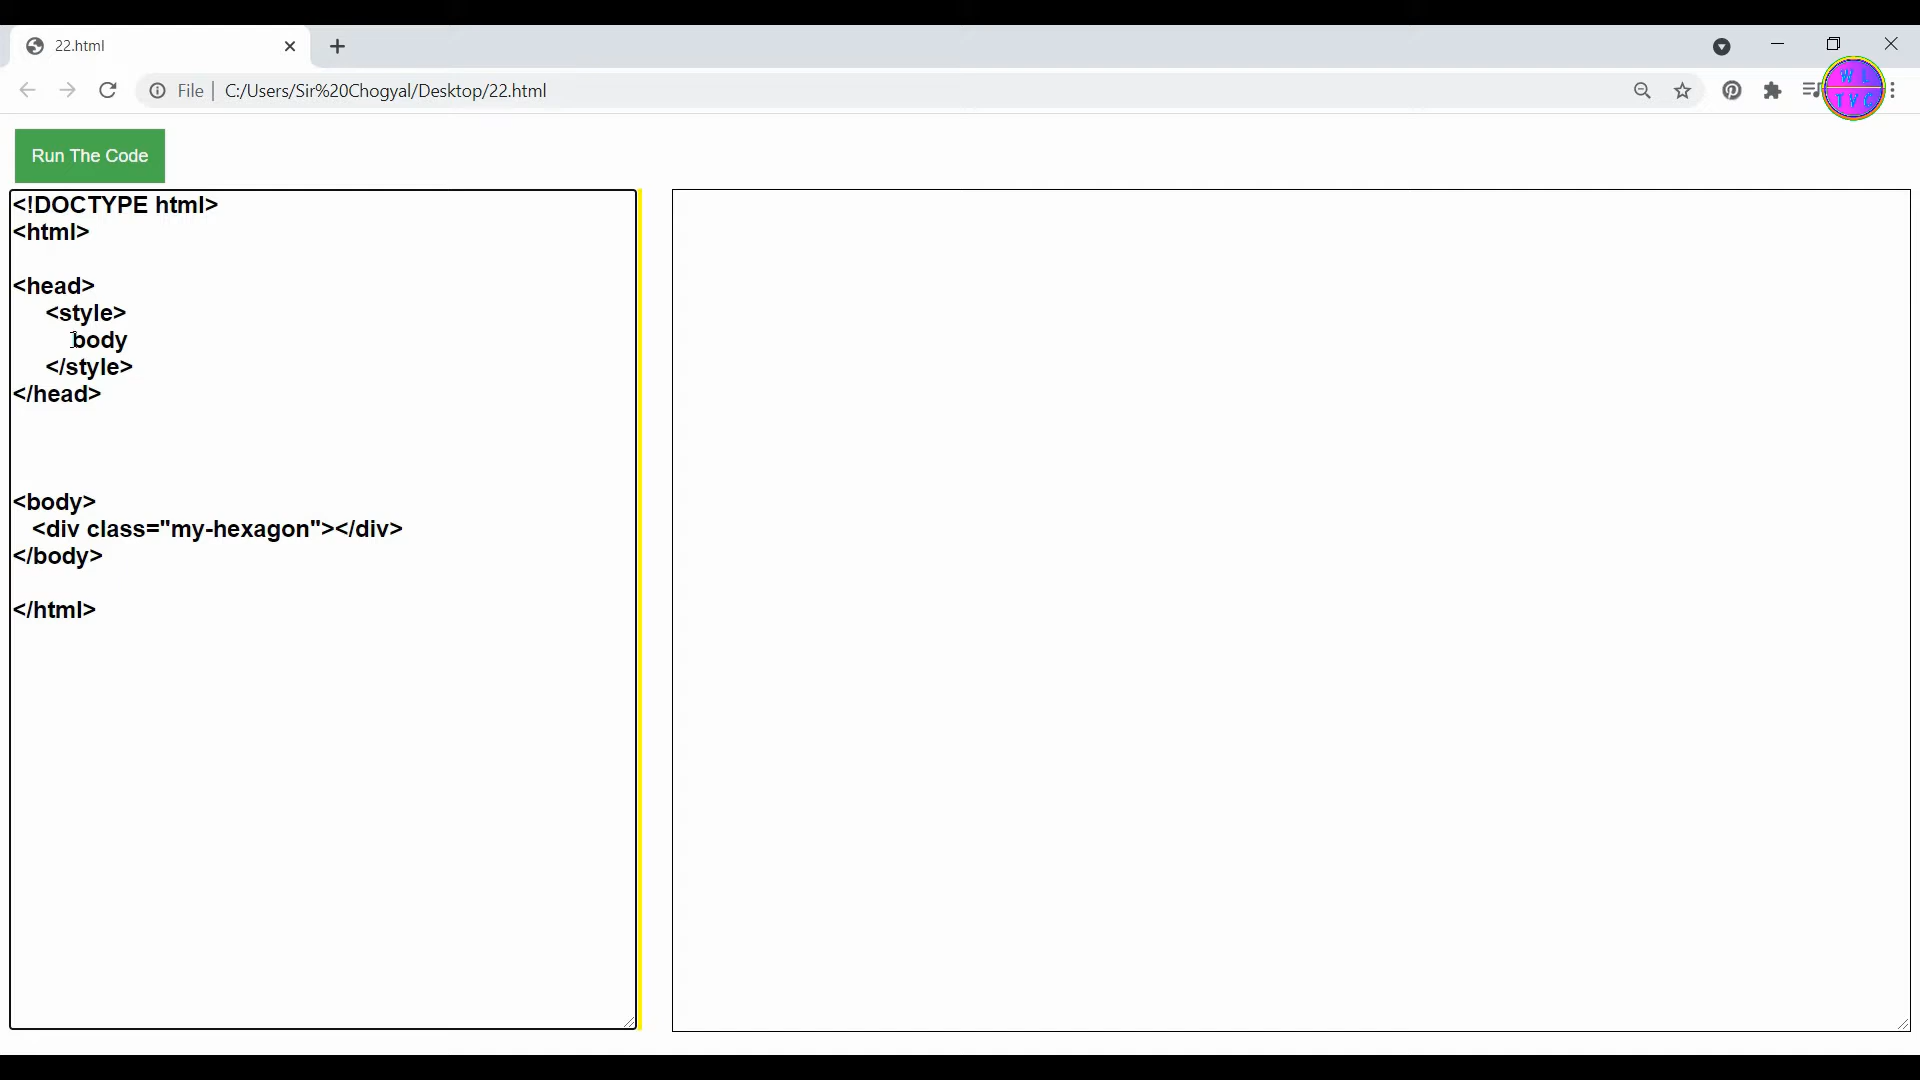 22.html
File | C:/Users/Sir%20Chogyal/Desktop/22.html
W L
T V C
Run The Code
<!DOCTYPE html>
<html>
<head>
<style>
body
</style>
</head>
<body>
<div class="my-hexagon"></div>
</body>
</html>